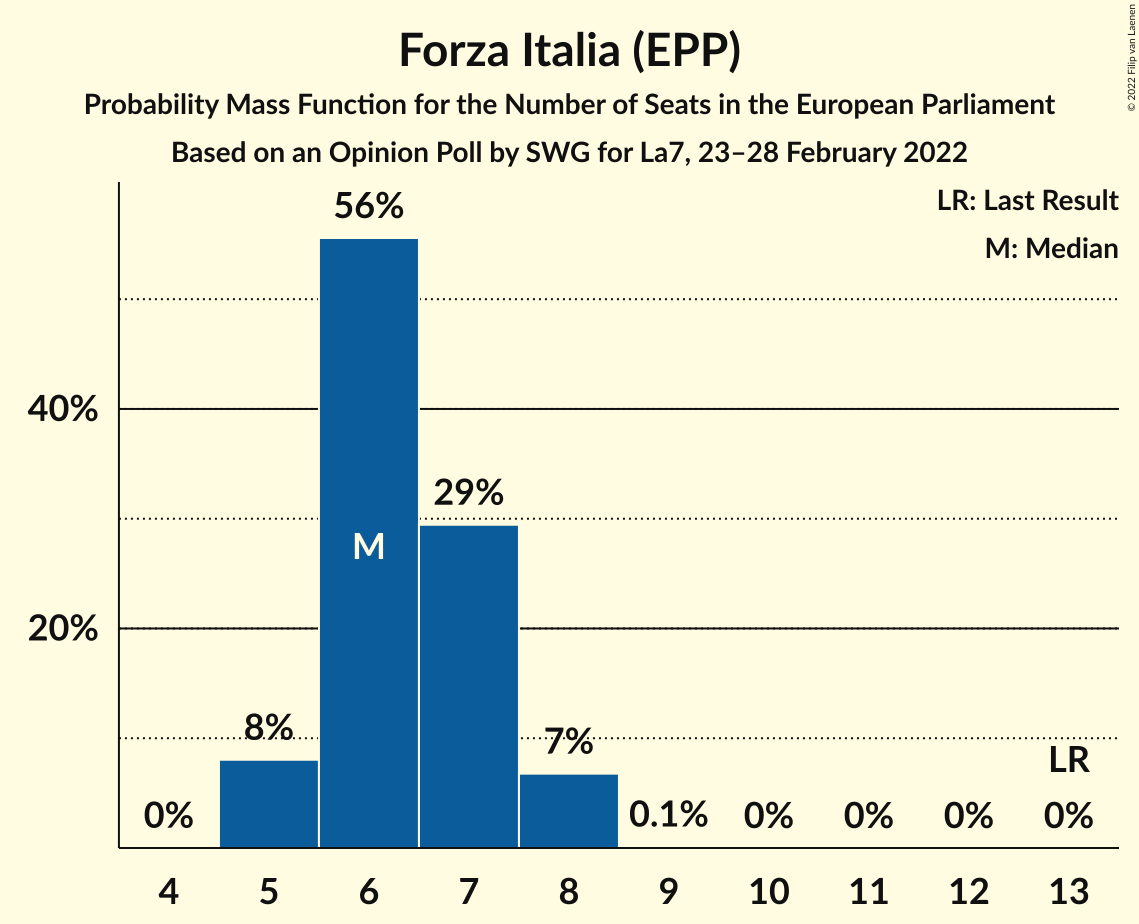 Forza Italia (EPP)
Probability Mass Function for the Number of Seats in the European Parliament
Based on an Opinion Poll by SWG for La7, 23–28 February 2022
© 2022 Filip van Laenen
LR: Last Result
M: Median
56%
40%
29%
M
20%
8%
7%
LR
0%
0.1%
0%
0%
0%
0%
4 5 6 7 8 9 10 11 12 13